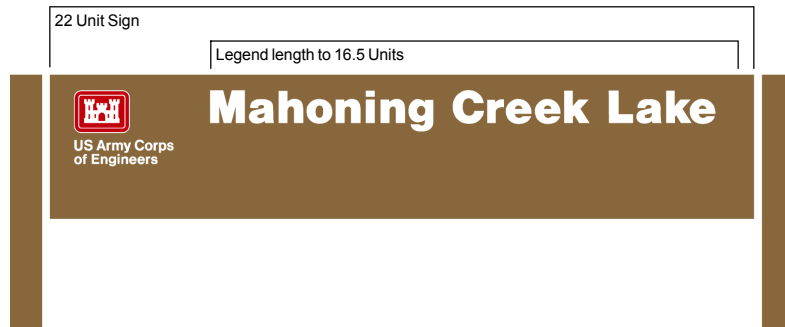 22 Unit Sign
Legend length to 16.5 Units
Mahoning Creek Lake
US Army Corps
of Engineers